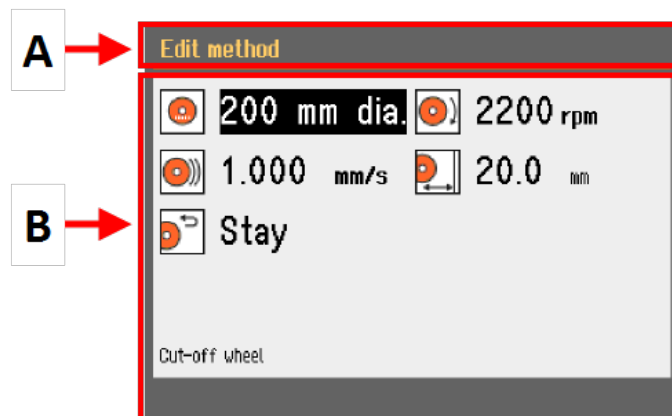 A
Edit method
200 mm dia. 2200 rpm
1.000 mm/s 20.0 mm
B
Stay
Cut-off wheel